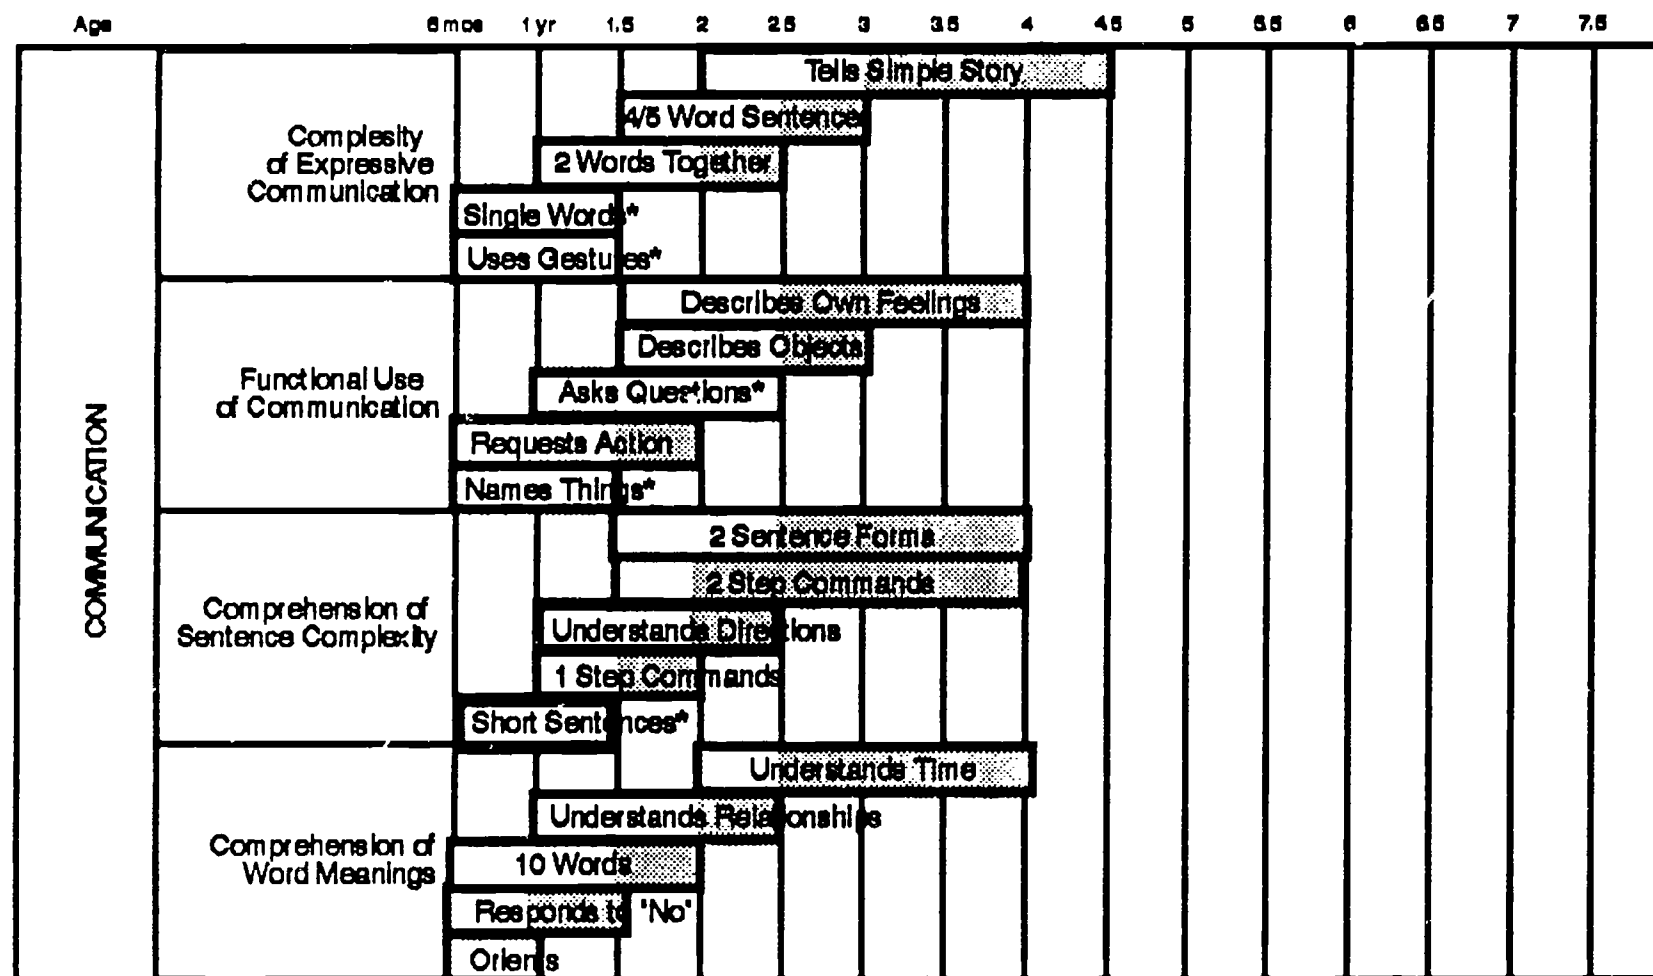 Age 6 mos 1 yr 1.5 2 2.5 3 3.5 4 4.5 5 5.5 6 6.5 7 7.5
COMMUNICATION
Complesity
of Expressive
Communication
Tells Simple Story
4/5 Word Sentence
2 Words Together
Single Words*
Uses Gestures*
Functional Use
of Communication
Describes Own Feelings
Describes Objects
Asks Questions*
Requests Action
Names Things*
Comprehension of
Sentence Complexity
2 Sentence Forms
2 Step Commands
Understands Directions
1 Step Commands
Short Sentences*
Comprehension of
Word Meanings
Understands Time
Understands Relationships
10 Words
Responds to 'No'
Orients